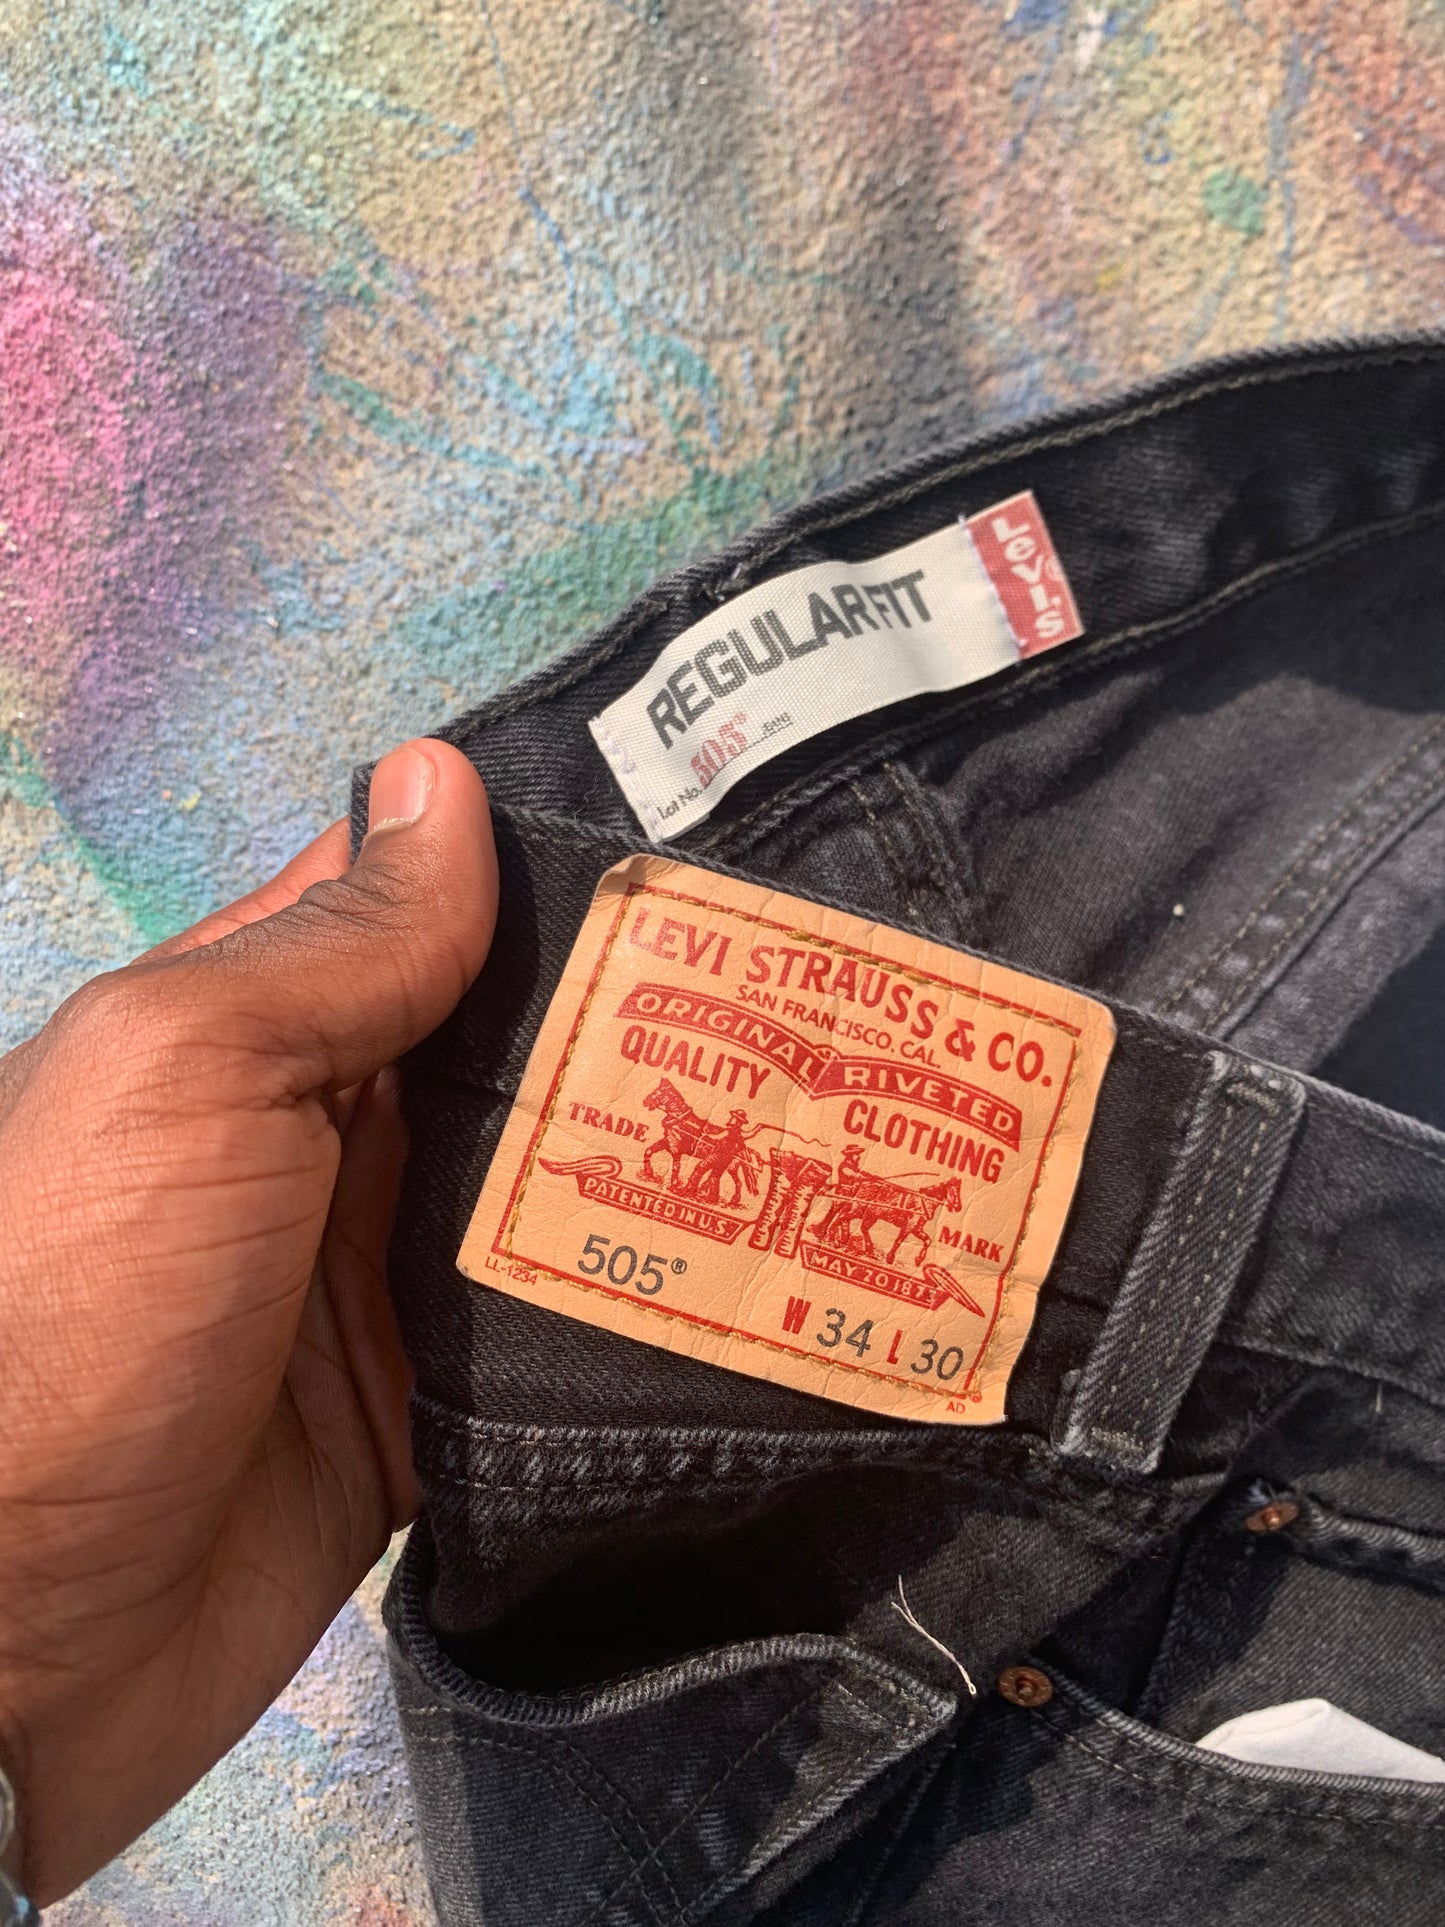 Levi's
REGULAR FIT
Lot No. 505® JEANS
LEVI STRAUSS & CO.
SAN FRANCISCO, CAL.
ORIGINAL RIVETED
QUALITY CLOTHING
TRADE MARK
PATENTED IN U.S. MAY 20 1873
505®
LL-1234
W 34 L 30
AD